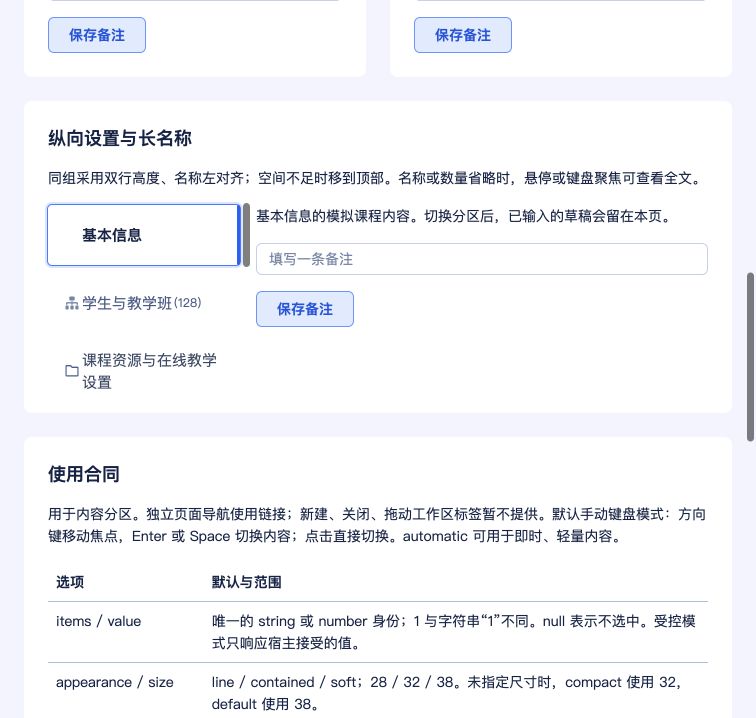 保存备注
保存备注
纵向设置与长名称
同组采用双行高度、名称左对齐；空间不足时移到顶部。名称或数量省略时，悬停或键盘聚焦可查看全文。
基本信息
学生与教学班(128)
课程资源与在线教学
设置
基本信息的模拟课程内容。切换分区后，已输入的草稿会留在本页。
填写一条备注
保存备注
使用合同
用于内容分区。独立页面导航使用链接；新建、关闭、拖动工作区标签暂不提供。默认手动键盘模式：方向
键移动焦点，Enter 或 Space 切换内容；点击直接切换。automatic 可用于即时、轻量内容。
选项 默认与范围
items / value 唯一的 string 或 number 身份；1 与字符串“1”不同。null 表示不选中。受控模
式只响应宿主接受的值。
appearance / size line / contained / soft；28 / 32 / 38。未指定尺寸时，compact 使用 32，
default 使用 38。